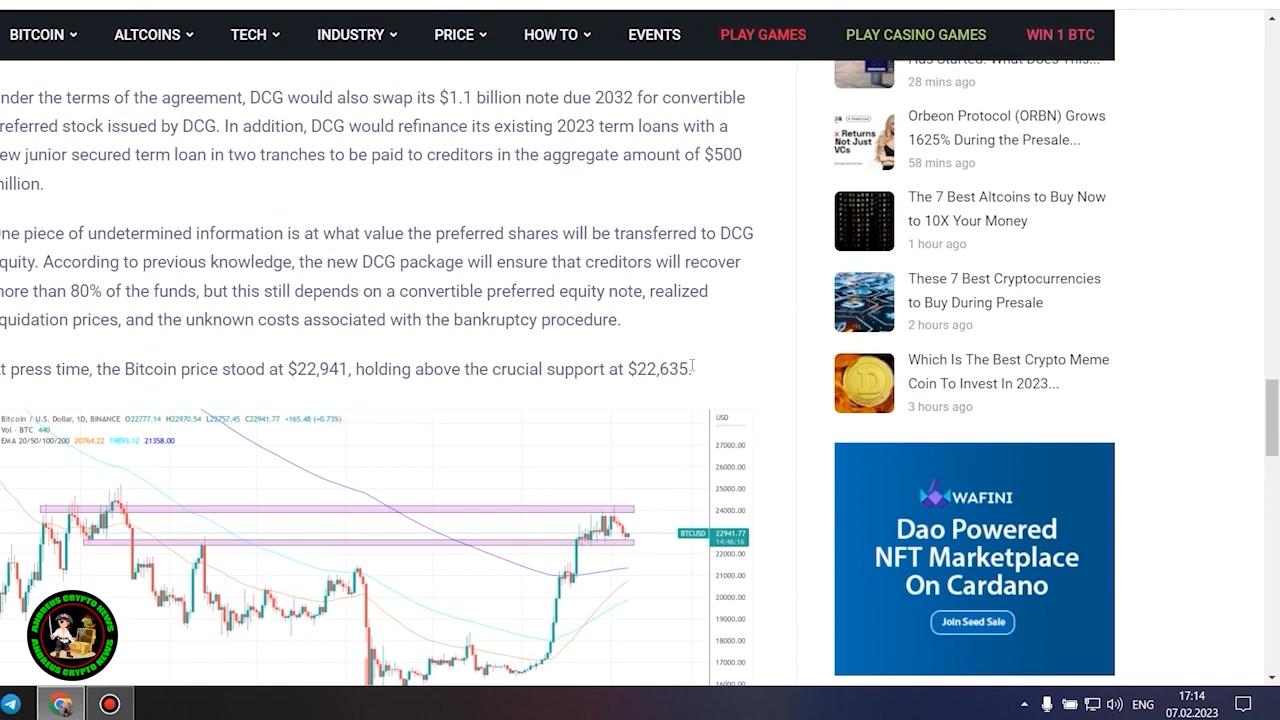 BITCOIN
ALTCOINS
TECH
INDUSTRY
PRICE
HOW TO
EVENTS
PLAY GAMES
PLAY CASINO GAMES
WIN 1 BTC
nder the terms of the agreement, DCG would also swap its $1.1 billion note due 2032 for convertible
referred stock issued by DCG. In addition, DCG would refinance its existing 2023 term loans with a
ew junior secured term loan in two tranches to be paid to creditors in the aggregate amount of $500
illion.
ne piece of undetermined information is at what value the preferred shares will be transferred to DCG
quity. According to previous knowledge, the new DCG package will ensure that creditors will recover
more than 80% of the funds, but this still depends on a convertible preferred equity note, realized
quidation prices, and the unknown costs associated with the bankruptcy procedure.
t press time, the Bitcoin price stood at $22,941, holding above the crucial support at $22,635.
Bitcoin / U.S. Dollar, 1D, BINANCE O22777.14 H22970.54 L22757.45 C22941.77 +165.48 (+0.73%)
Vol · BTC 440
EMA 20/50/100/200 20764.22 19893.12 21358.00
USD
27000.00
26000.00
25000.00
24000.00
BTCUSD 22941.77
14:46:16
22000.00
21000.00
20000.00
19000.00
18000.00
17000.00
16000.00
ANDREUS CRYPTO NEWS
ANDREUS CRYPTO NEWS
Has Started: What Does This...
28 mins ago
Returns
Not Just
VCs
Orbeon Protocol (ORBN) Grows
1625% During the Presale...
58 mins ago
The 7 Best Altcoins to Buy Now
to 10X Your Money
1 hour ago
These 7 Best Cryptocurrencies
to Buy During Presale
2 hours ago
Which Is The Best Crypto Meme
Coin To Invest In 2023...
3 hours ago
WAFINI
Dao Powered
NFT Marketplace
On Cardano
Join Seed Sale
ENG
17:14
07.02.2023